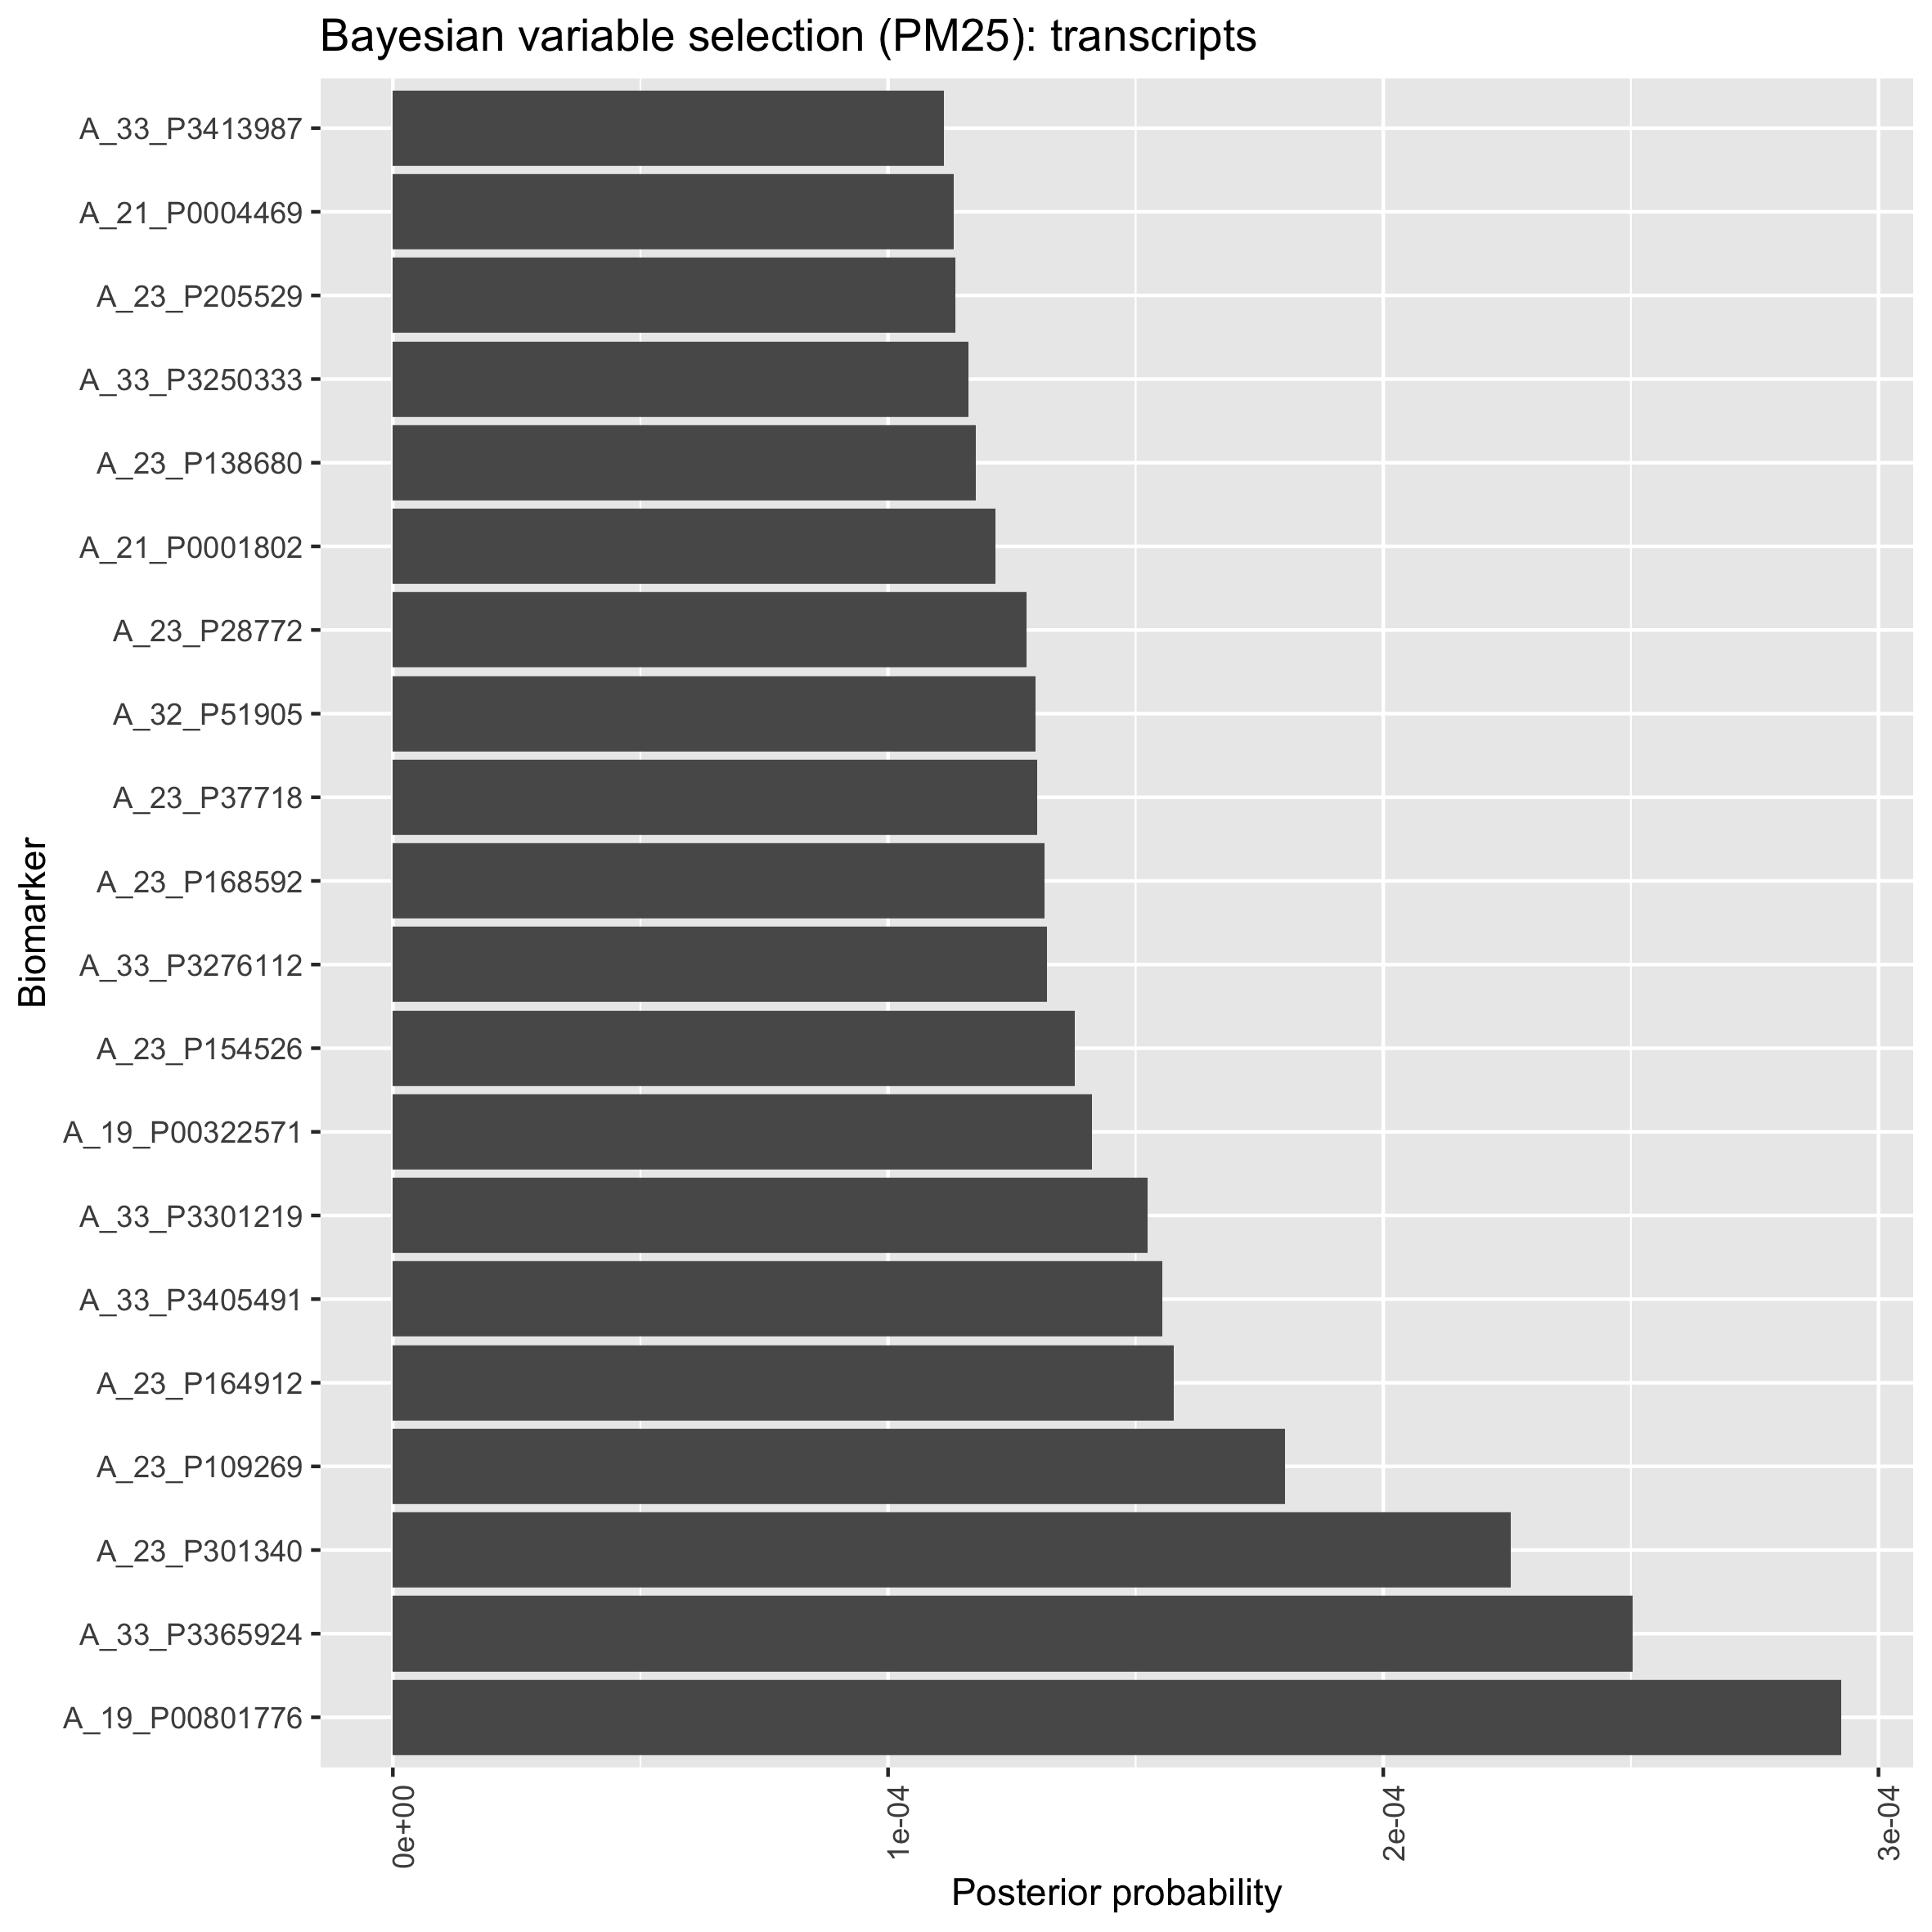 Bayesian variable selection (PM25): transcripts
A_33_P3413987
A_21_P0004469
A_23_P205529
A_33_P3250333
A_23_P138680
A_21_P0001802
A_23_P28772
A_32_P51905
A_23_P37718
A_23_P168592
A_33_P3276112
A_23_P154526
A_19_P00322571
A_33_P3301219
A_33_P3405491
A_23_P164912
A_23_P109269
A_23_P301340
A_33_P3365924
A_19_P00801776
Biomarker
0e+00
1e-04
2e-04
3e-04
Posterior probability